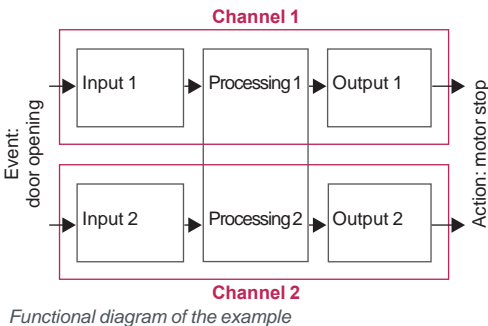 Channel 1
Input 1
Processing 1
Output 1
Event:
door opening
Action: motor stop
Input 2
Processing 2
Output 2
Channel 2
Functional diagram of the example